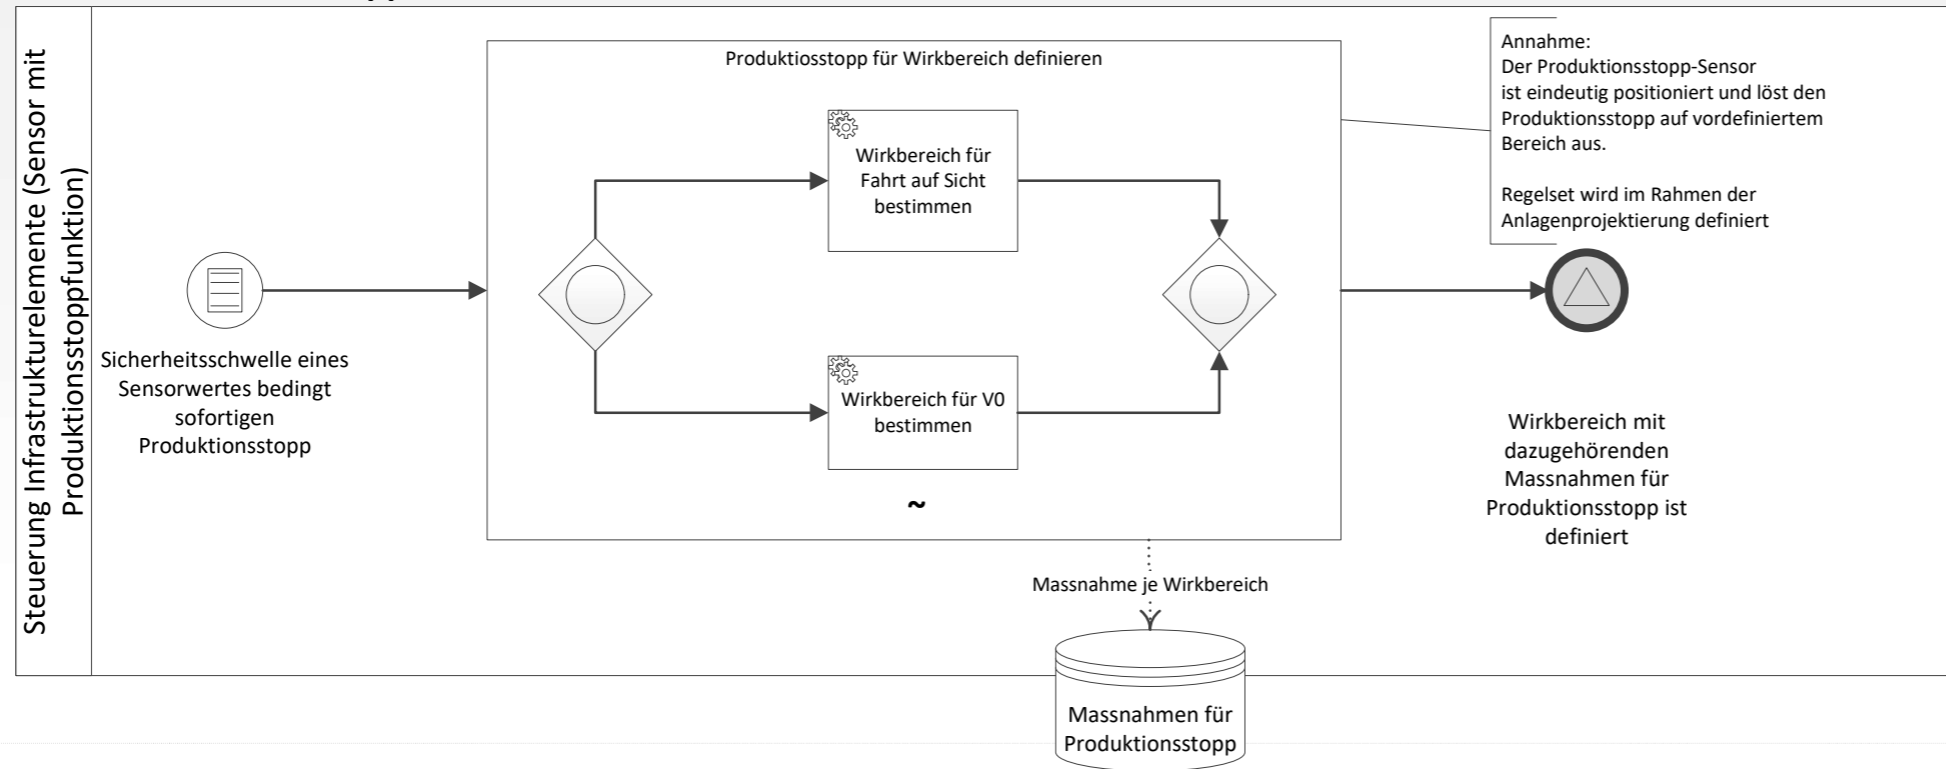 Steuerung Infrastrukturelemente (Sensor mit
Produktionsstoppfunktion)
Sicherheitsschwelle eines
Sensorwertes bedingt
sofortigen
Produktionsstopp
Produktiosstopp für Wirkbereich definieren
Wirkbereich für
Fahrt auf Sicht
bestimmen
Wirkbereich für V0
bestimmen
~
Annahme:
Der Produktionsstopp-Sensor
ist eindeutig positioniert und löst den
Produktionsstopp auf vordefiniertem
Bereich aus.
Regelset wird im Rahmen der
Anlagenprojektierung definiert
Wirkbereich mit
dazugehörenden
Massnahmen für
Produktionsstopp ist
definiert
Massnahme je Wirkbereich
Massnahmen für
Produktionsstopp